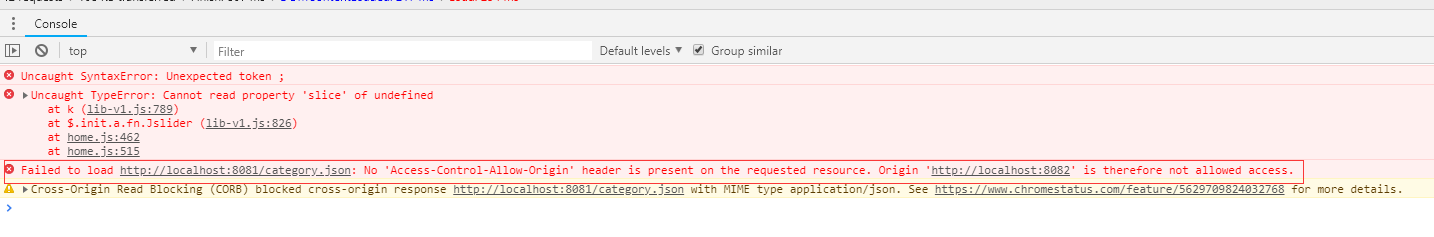 Console
top Filter Default levels Group similar
Uncaught SyntaxError: Unexpected token ;
Uncaught TypeError: Cannot read property 'slice' of undefined
at k (lib-v1.js:789)
at $.init.a.fn.Jslider (lib-v1.js:826)
at home.js:462
at home.js:515
Failed to load http://localhost:8081/category.json: No 'Access-Control-Allow-Origin' header is present on the requested resource. Origin 'http://localhost:8082' is therefore not allowed access.
Cross-Origin Read Blocking (CORB) blocked cross-origin response http://localhost:8081/category.json with MIME type application/json. See https://www.chromestatus.com/feature/5629709824032768 for more details.